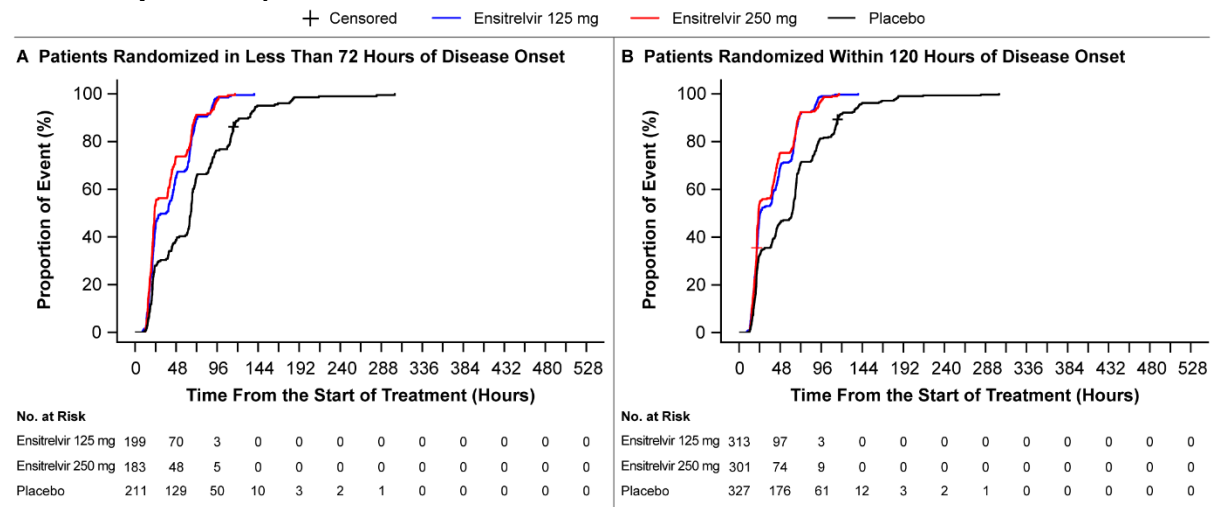 Censored Ensitrelvir 125 mg Ensitrelvir 250 mg Placebo
A Patients Randomized in Less Than 72 Hours of Disease Onset
100
80
60
40
20
0
Proportion of Event (%)
0 48 96 144 192 240 288 336 384 432 480 528
Time From the Start of Treatment (Hours)
No. at Risk
Ensitrelvir 125 mg 199 70 3 0 0 0 0 0 0 0 0 0
Ensitrelvir 250 mg 183 48 5 0 0 0 0 0 0 0 0 0
Placebo 211 129 50 10 3 2 1 0 0 0 0 0
B Patients Randomized Within 120 Hours of Disease Onset
100
80
60
40
20
0
Proportion of Event (%)
0 48 96 144 192 240 288 336 384 432 480 528
Time From the Start of Treatment (Hours)
No. at Risk
Ensitrelvir 125 mg 313 97 3 0 0 0 0 0 0 0 0 0
Ensitrelvir 250 mg 301 74 9 0 0 0 0 0 0 0 0 0
Placebo 327 176 61 12 3 2 1 0 0 0 0 0